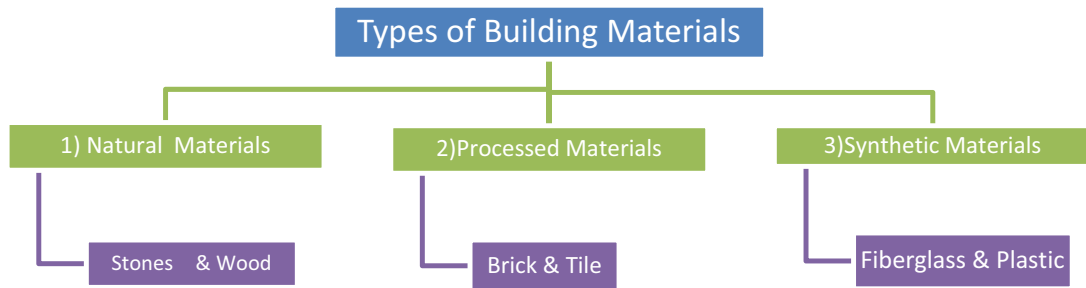 Types of Building Materials
1) Natural Materials
2)Processed Materials
3)Synthetic Materials
Stones & Wood
Brick & Tile
Fiberglass & Plastic